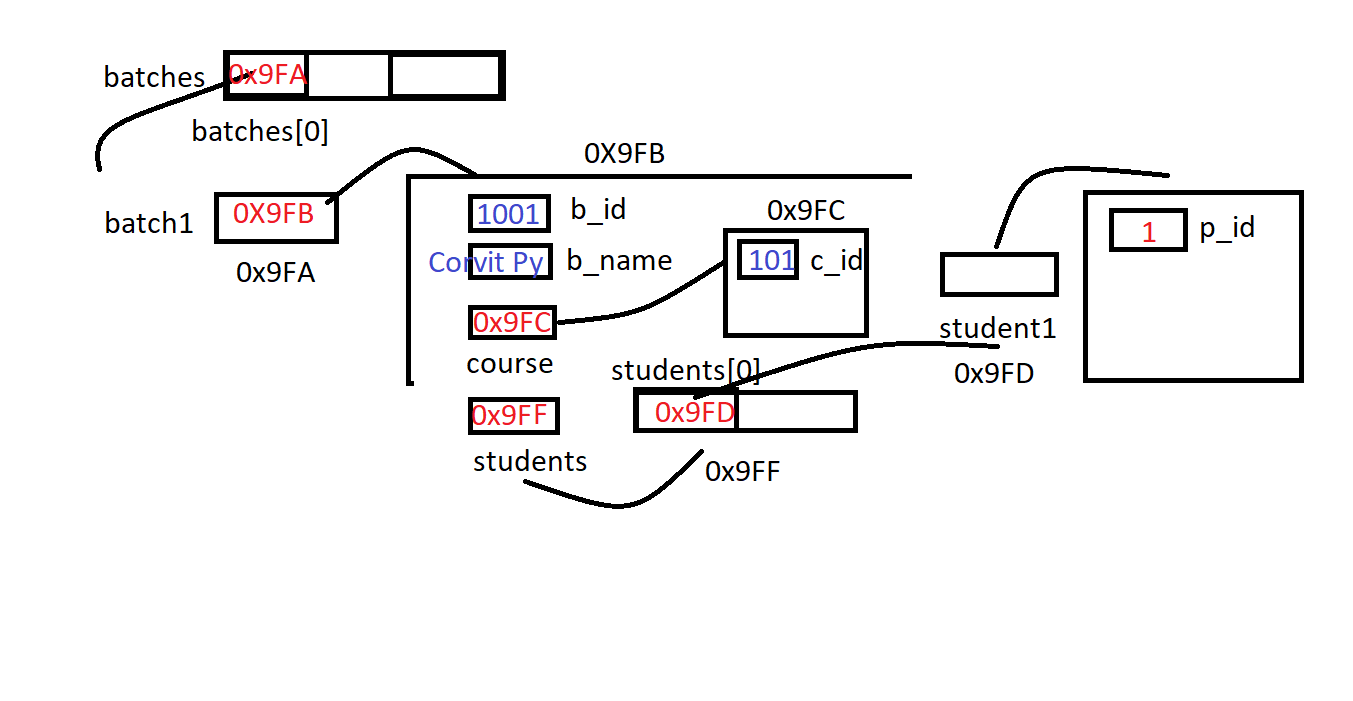 batches 0x9FA
batches[0]
batch1 0X9FB
0x9FA
0X9FB
1001 b_id
Corvit Py b_name
0x9FC
course
0x9FF
students
0x9FC
101 c_id
students[0]
0x9FD
0x9FF
student1
0x9FD
1 p_id